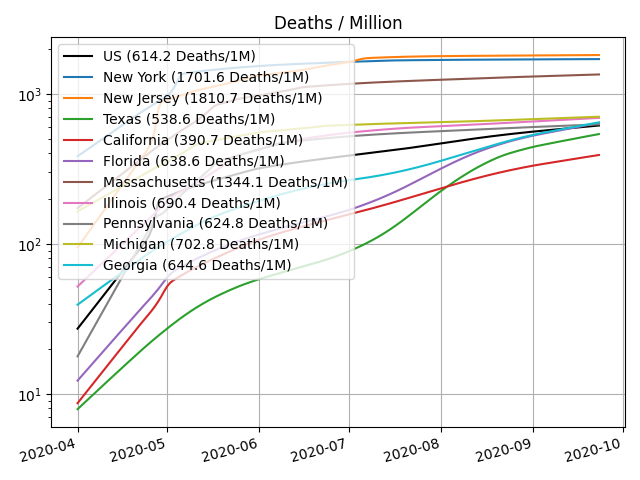 Deaths / Million
US (614.2 Deaths/1M)
New York (1701.6 Deaths/1M)
New Jersey (1810.7 Deaths/1M)
Texas (538.6 Deaths/1M)
California (390.7 Deaths/1M)
Florida (638.6 Deaths/1M)
Massachusetts (1344.1 Deaths/1M)
Illinois (690.4 Deaths/1M)
Pennsylvania (624.8 Deaths/1M)
Michigan (702.8 Deaths/1M)
Georgia (644.6 Deaths/1M)
10³
10²
10¹
2020-04 2020-05 2020-06 2020-07 2020-08 2020-09 2020-10